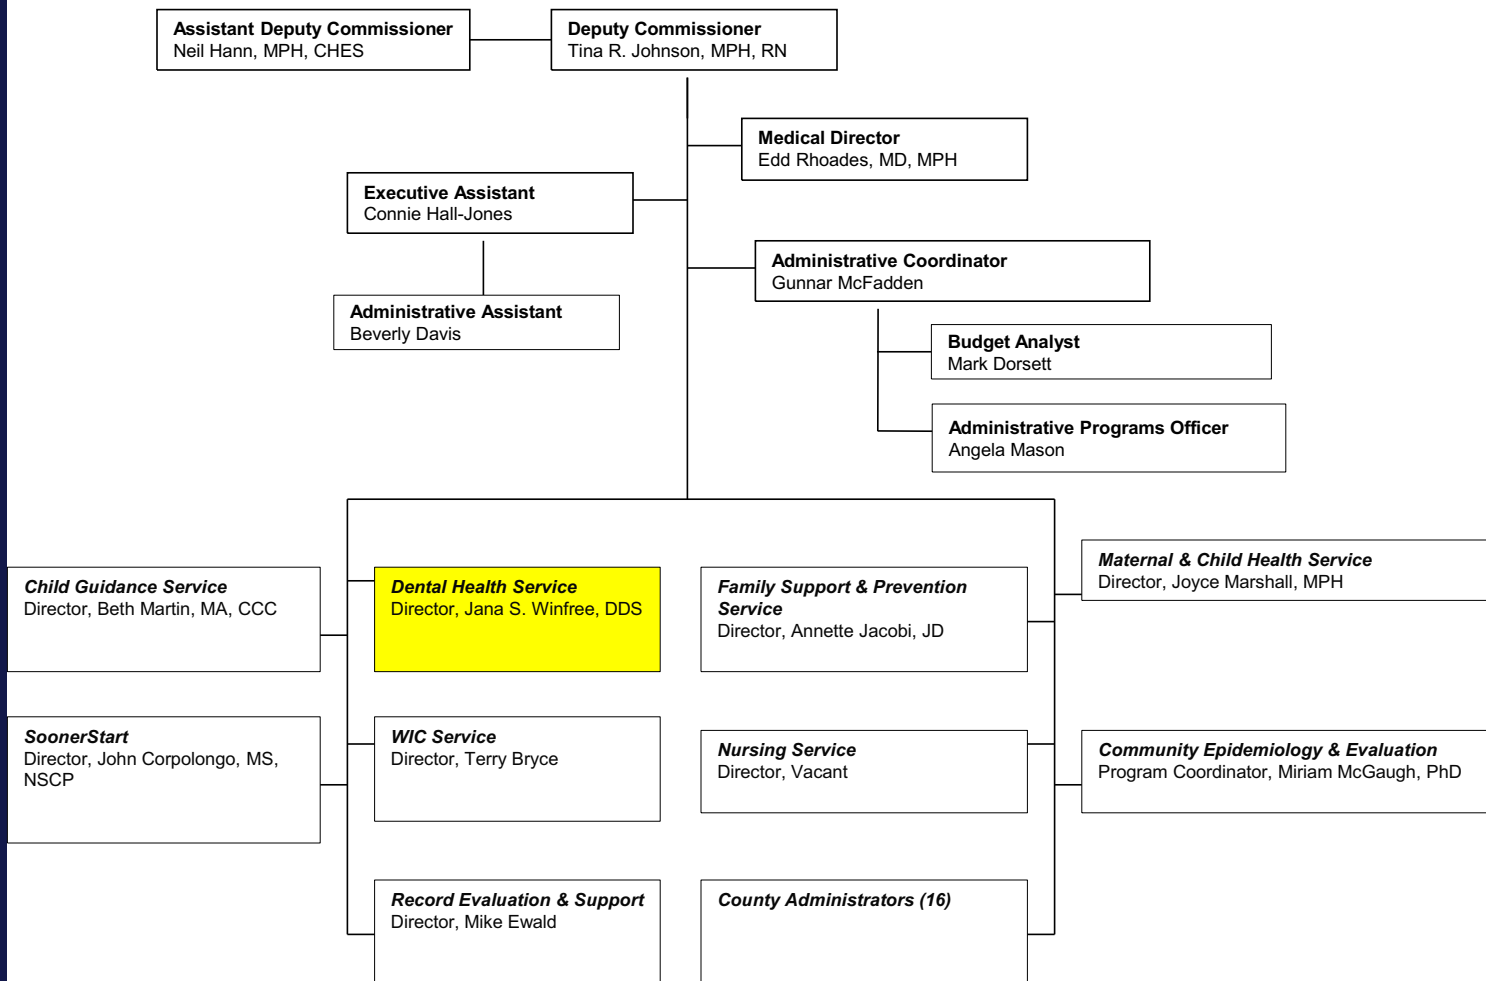 Assistant Deputy Commissioner
Neil Hann, MPH, CHES
Deputy Commissioner
Tina R. Johnson, MPH, RN
Medical Director
Edd Rhoades, MD, MPH
Executive Assistant
Connie Hall-Jones
Administrative Coordinator
Gunnar McFadden
Administrative Assistant
Beverly Davis
Budget Analyst
Mark Dorsett
Administrative Programs Officer
Angela Mason
Child Guidance Service
Director, Beth Martin, MA, CCC
Dental Health Service
Director, Jana S. Winfree, DDS
Family Support & Prevention
Service
Director, Annette Jacobi, JD
Maternal & Child Health Service
Director, Joyce Marshall, MPH
SoonerStart
Director, John Corpolongo, MS,
NSCP
WIC Service
Director, Terry Bryce
Nursing Service
Director, Vacant
Community Epidemiology & Evaluation
Program Coordinator, Miriam McGaugh, PhD
Record Evaluation & Support
Director, Mike Ewald
County Administrators (16)